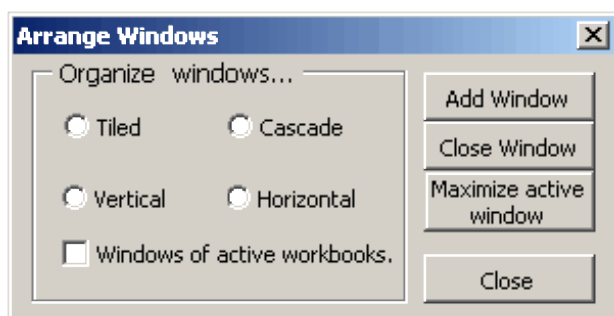 Arrange Windows
Organize windows...
Add Window
Tiled
Cascade
Close Window
Vertical
Horizontal
Maximize active
window
Windows of active workbooks.
Close